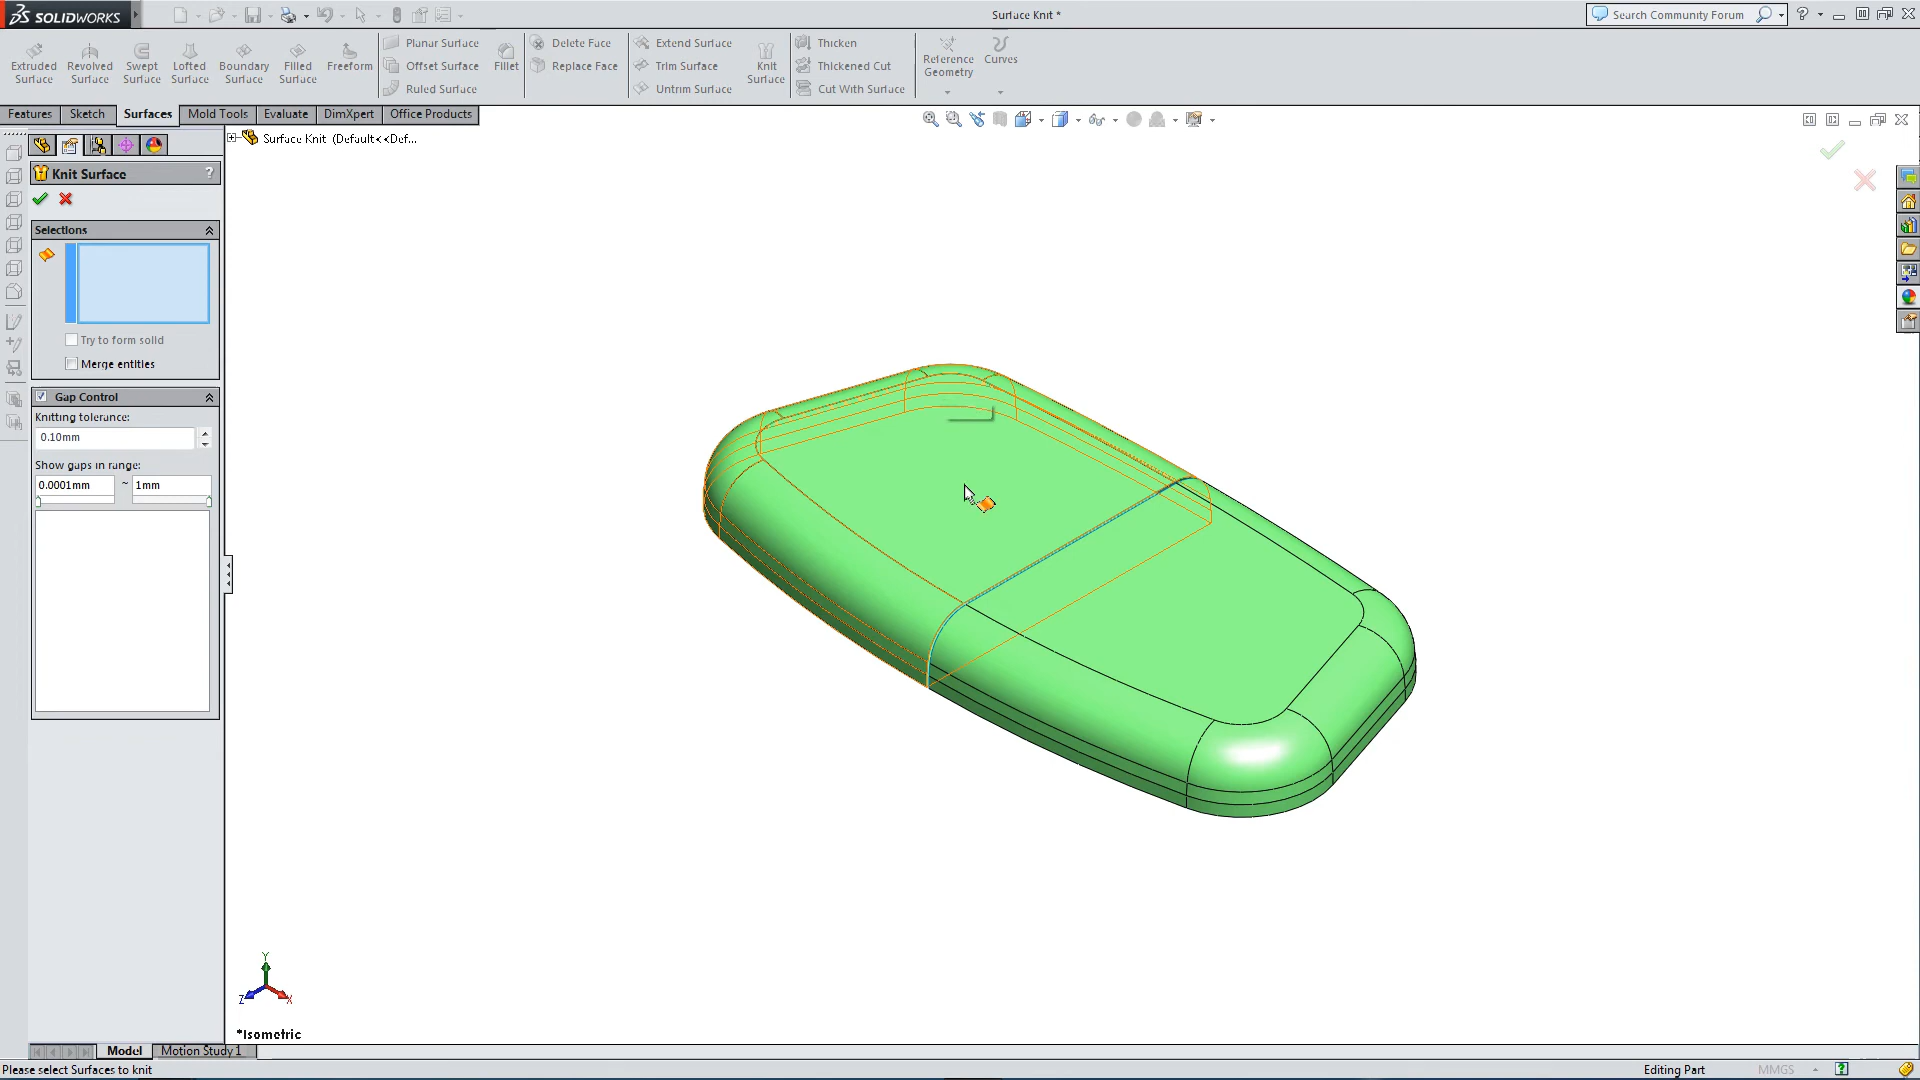 SOLIDWORKS
Surface Knit *
Search Community Forum
Extruded Surface
Revolved Surface
Swept Surface
Lofted Surface
Boundary Surface
Filled Surface
Freeform
Planar Surface
Offset Surface
Ruled Surface
Fillet
Delete Face
Replace Face
Extend Surface
Trim Surface
Untrim Surface
Knit Surface
Thicken
Thickened Cut
Cut With Surface
Reference Geometry
Curves
Features Sketch Surfaces Mold Tools Evaluate DimXpert Office Products
Surface Knit (Default<<Def...
Knit Surface ?
Selections
Try to form solid
Merge entities
Gap Control
Knitting tolerance:
0.10mm
Show gaps in range:
0.0001mm ~ 1mm
Y
Z X
*Isometric
Model Motion Study 1
Please select Surfaces to knit
Editing Part
MMGS